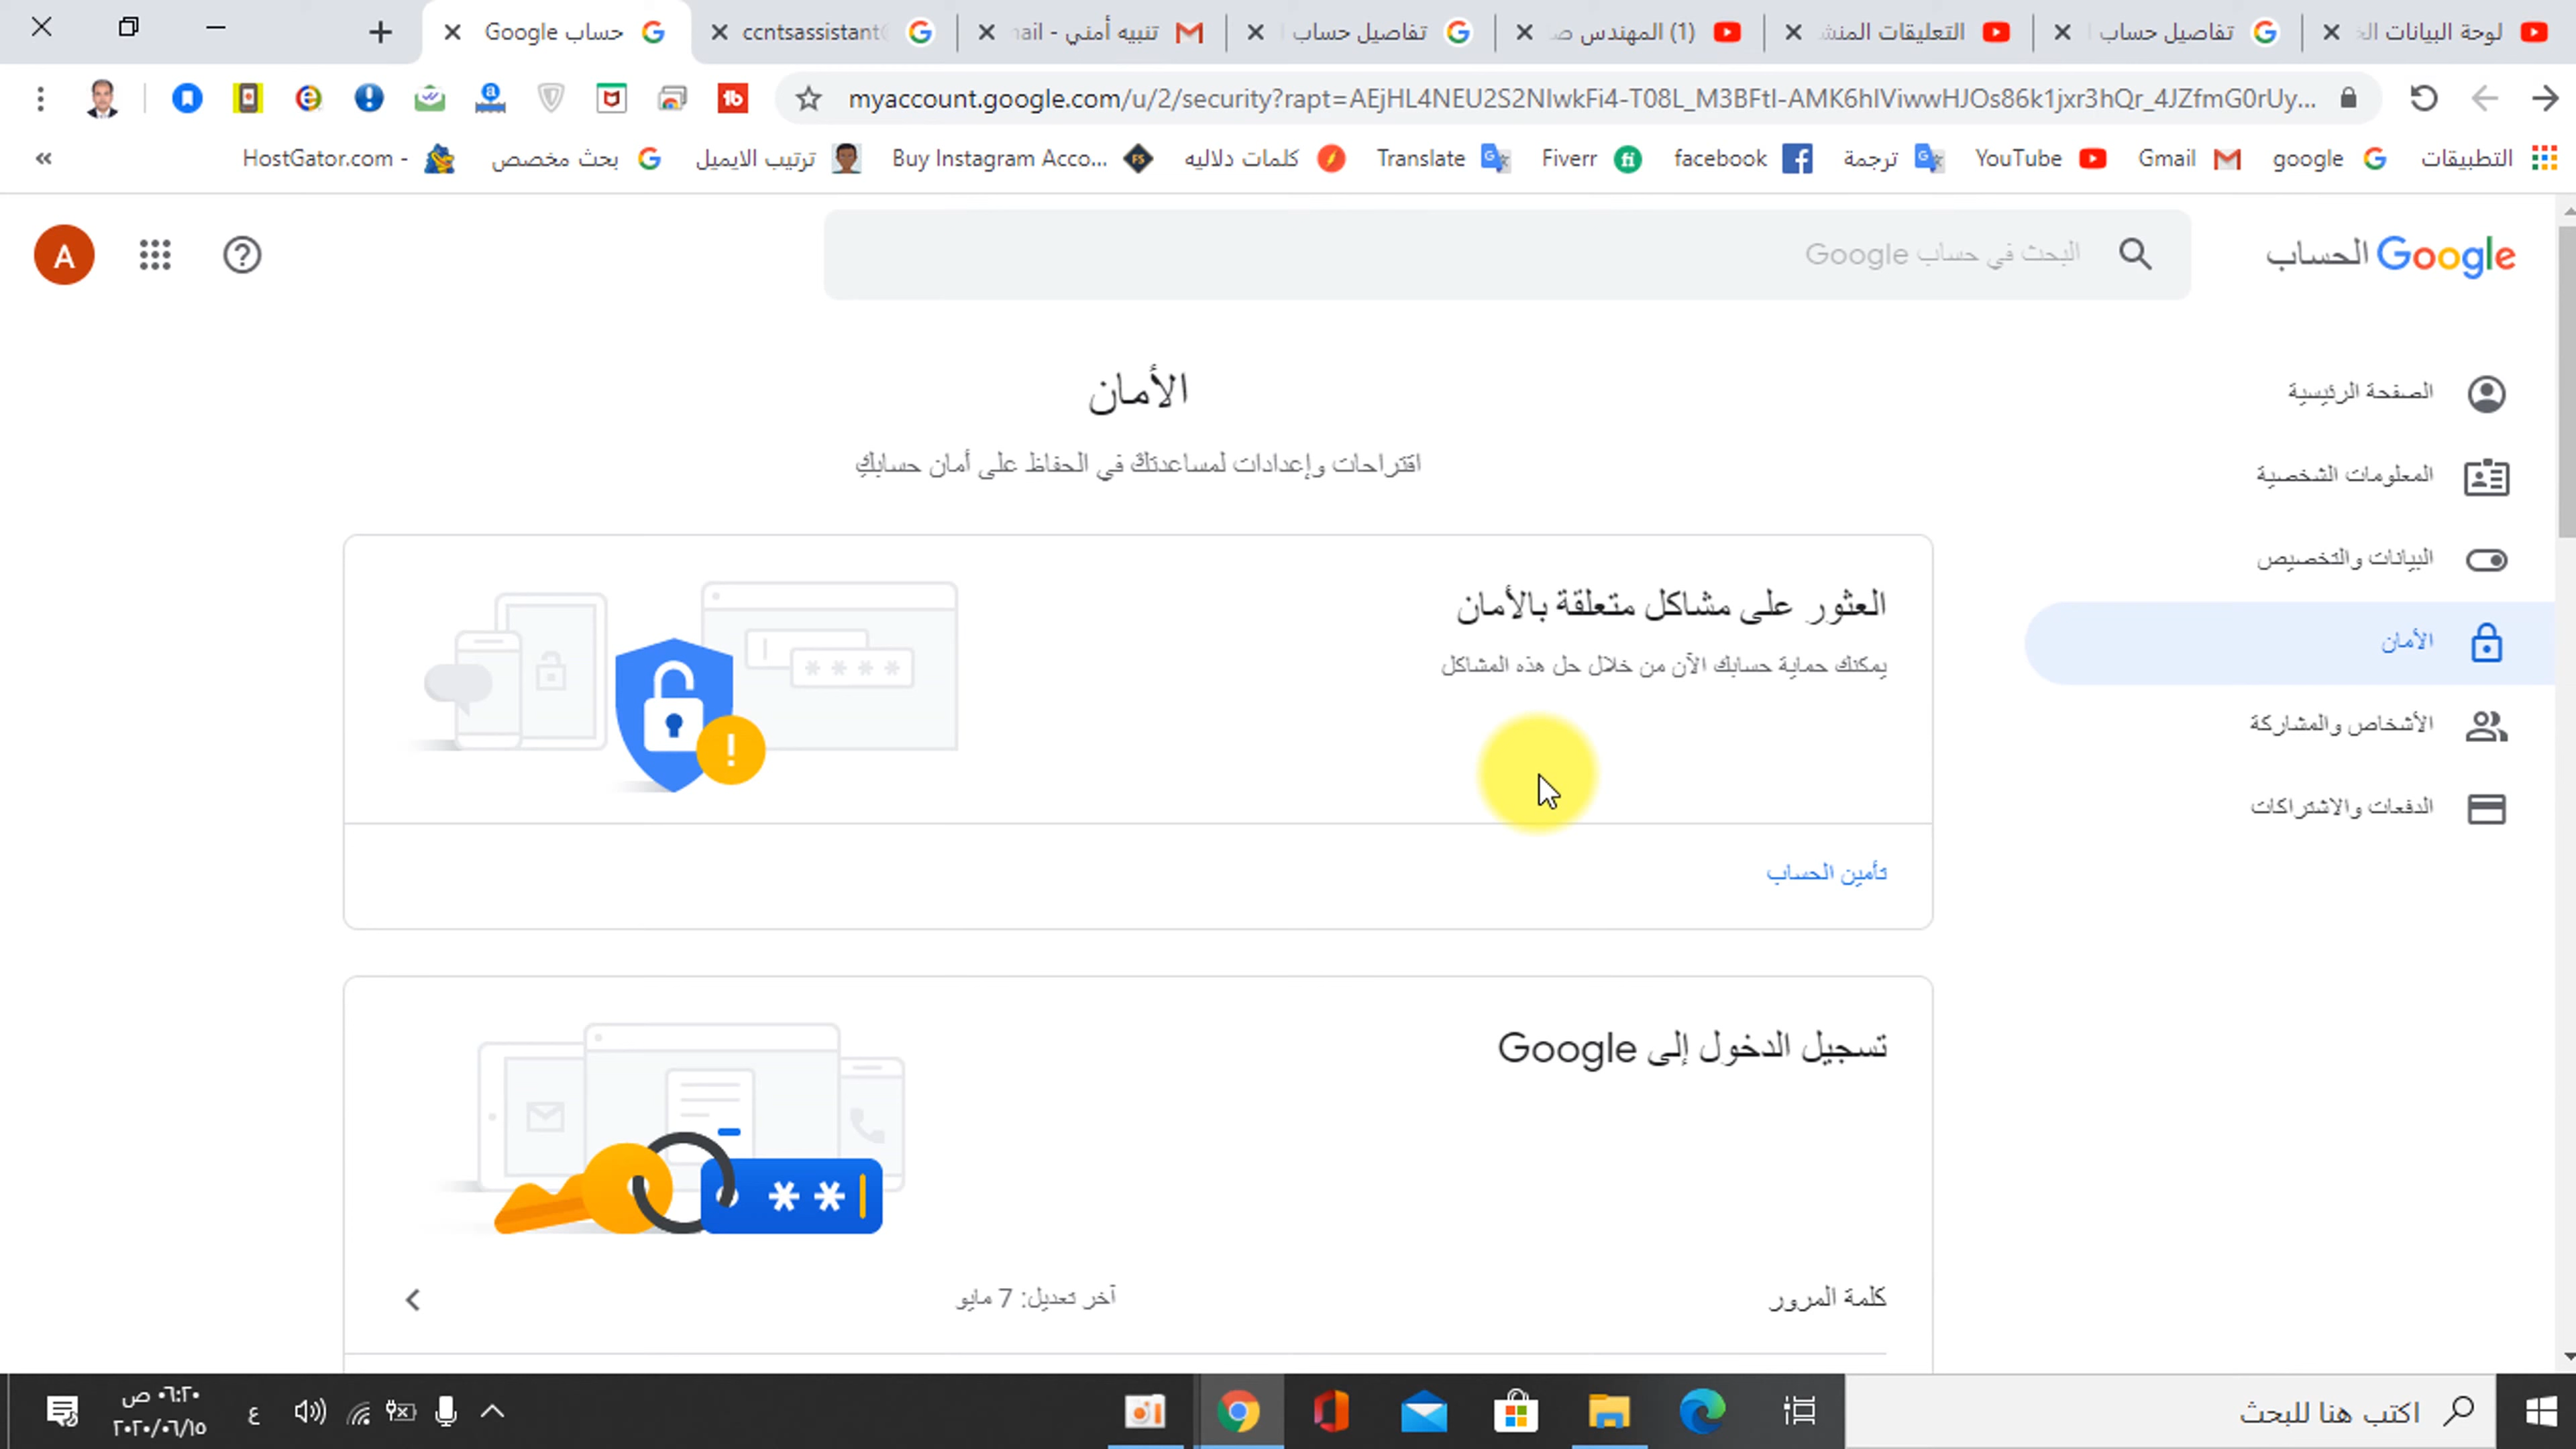 لوحة البيانات الخ
تفاصيل حساب
التعليقات المنش
(1) المهندس ص
تفاصيل حساب
تنبيه أمني - ail
ccntsassistant
حساب Google
myaccount.google.com/u/2/security?rapt=AEjHL4NEU2S2NIwkFi4-T08L_M3BFtI-AMK6hIViwwHJOs86k1jxr3hQr_4JZfmG0rUy...
التطبيقات
google
Gmail
YouTube
ترجمة
facebook
Fiverr
Translate
كلمات دلاليه
Buy Instagram Acco...
ترتيب الايميل
بحث مخصص
HostGator.com -
Google الحساب
البحث في حساب Google
A
الصفحة الرئيسية
المعلومات الشخصية
البيانات والتخصيص
الأمان
الأشخاص والمشاركة
الدفعات والاشتراكات
الأمان
اقتراحات وإعدادات لمساعدتك في الحفاظ على أمان حسابك
العثور على مشاكل متعلقة بالأمان
يمكنك حماية حسابك الآن من خلال حل هذه المشاكل
تأمين الحساب
تسجيل الدخول إلى Google
كلمة المرور
آخر تعديل: 7 مايو
اكتب هنا للبحث
ع
٠٦:٢٠ ص
٢٠٢٠/٠٦/١٥